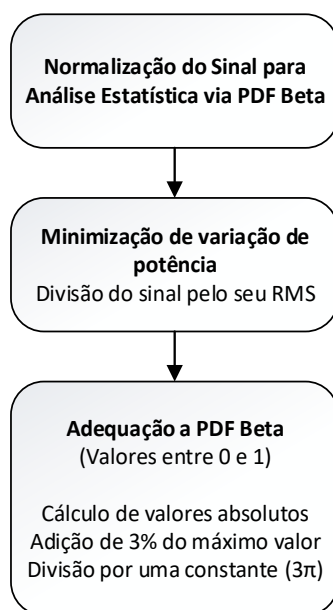 Normalização do Sinal para
Análise Estatística via PDF Beta
Minimização de variação de
potência
Divisão do sinal pelo seu RMS
Adequação a PDF Beta
(Valores entre 0 e 1)
Cálculo de valores absolutos
Adição de 3% do máximo valor
Divisão por uma constante (3π)